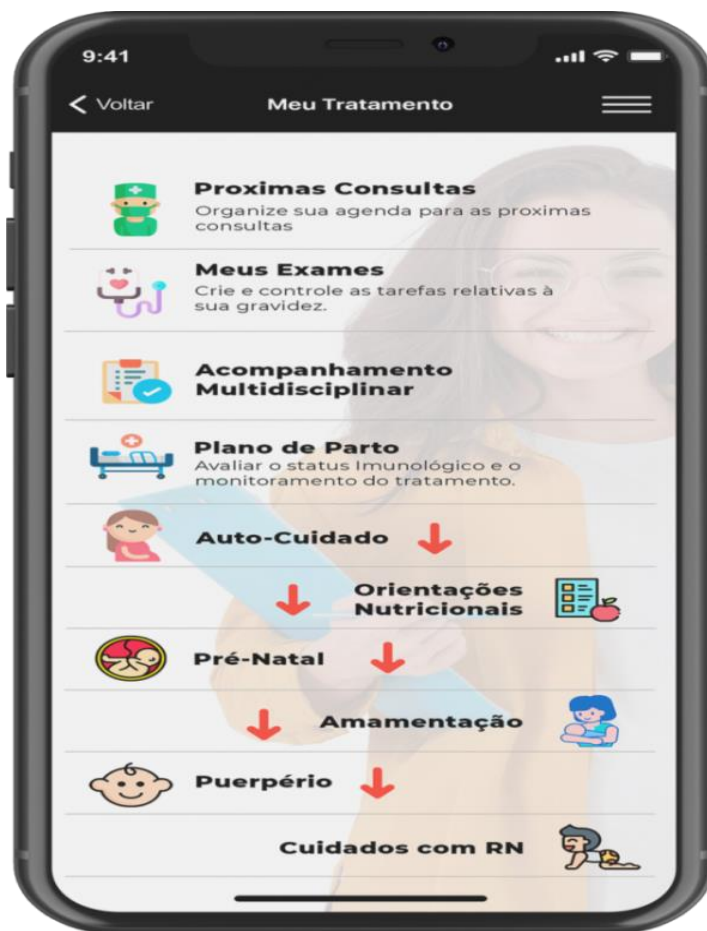 9:41
Voltar
Meu Tratamento
Proximas Consultas
Organize sua agenda para as proximas
consultas
Meus Exames
Crie e controle as tarefas relativas à
sua gravidez.
Acompanhamento
Multidisciplinar
Plano de Parto
Avaliar o status Imunológico e o
monitoramento do tratamento.
Auto-Cuidado
Orientações
Nutricionais
Pré-Natal
Amamentação
Puerpério
Cuidados com RN